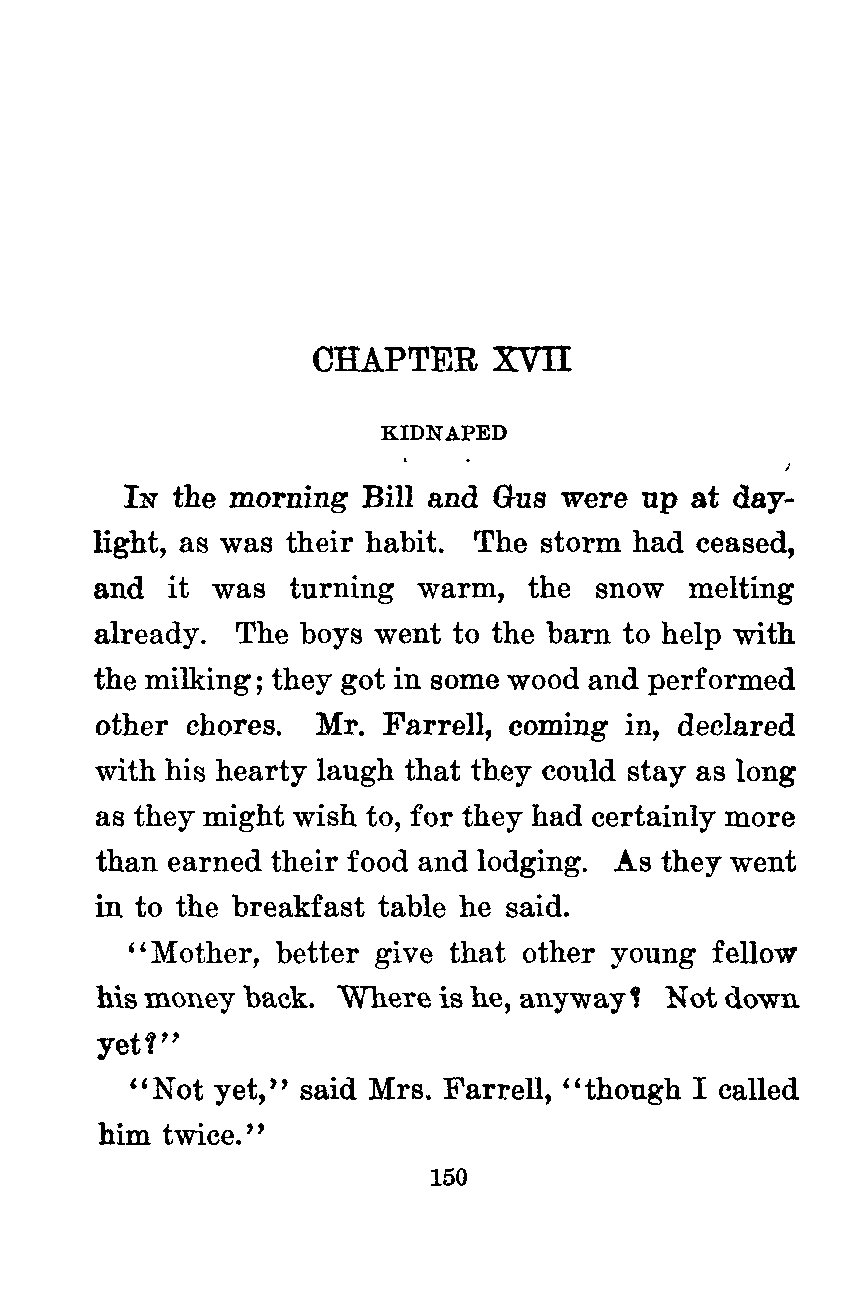 CHAPTER XVII
KIDNAPED
In the morning Bill and Gus were up at day-
light, as was their habit. The storm had ceased,
and it was turning warm, the snow melting
already. The boys went to the barn to help with
the milking; they got in some wood and performed
other chores. Mr. Farrell, coming in, declared
with his hearty laugh that they could stay as long
as they might wish to, for they had certainly more
than earned their food and lodging. As they went
in to the breakfast table he said.
“Mother, better give that other young fellow
his money back. Where is he, anyway? Not down
yet?”
“Not yet,” said Mrs. Farrell, “though I called
him twice.”
150